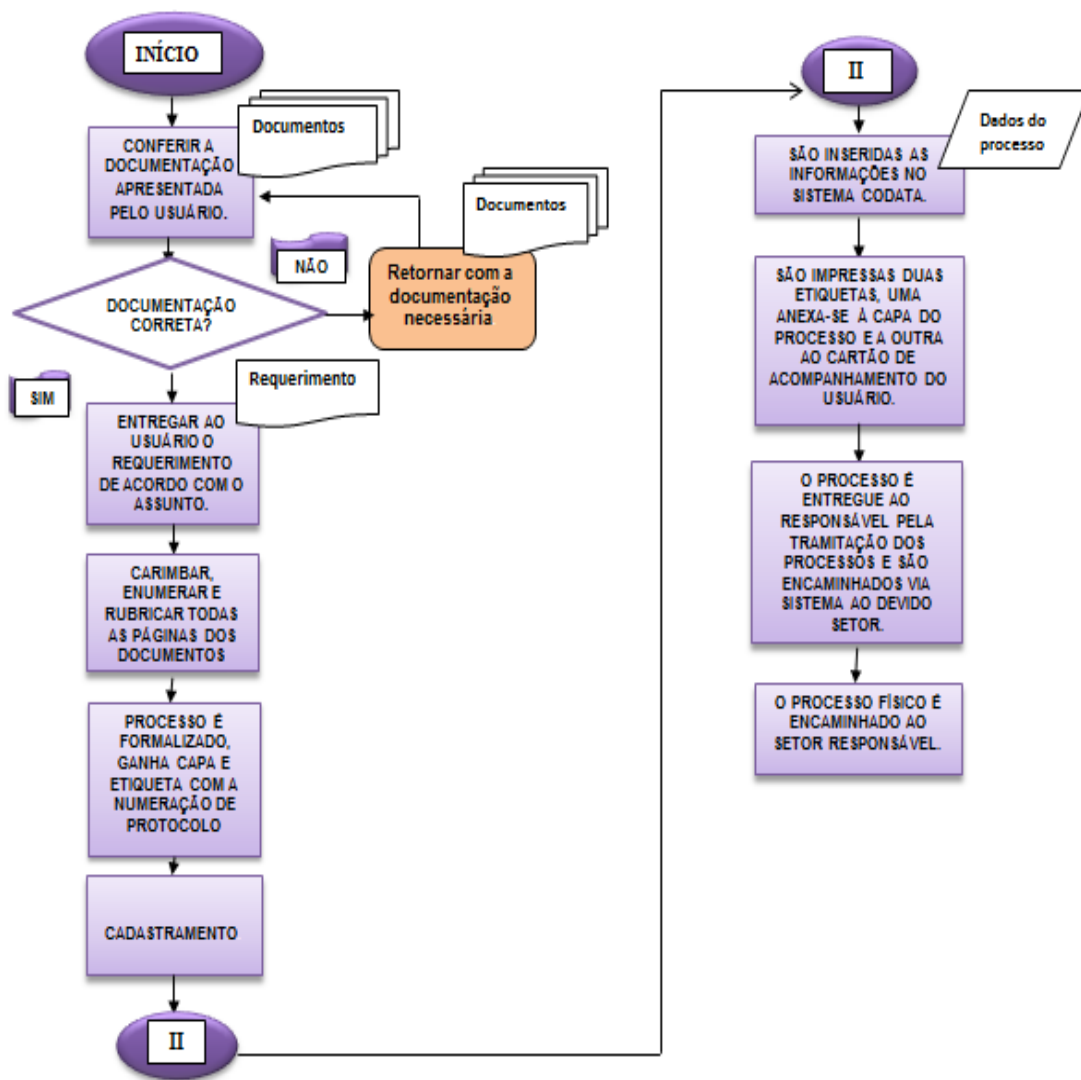 INÍCIO
Documentos
CONFERIR A
DOCUMENTAÇÃO
APRESENTADA
PELO USUÁRIO.
Documentos
NÃO
Retornar com a
documentação
necessária
DOCUMENTAÇÃO
CORRETA?
SIM
Requerimento
ENTREGAR AO
USUÁRIO O
REQUERIMENTO
DE ACORDO COM O
ASSUNTO.
CARIMBAR,
ENUMERAR E
RUBRICAR TODAS
AS PÁGINAS DOS
DOCUMENTOS
PROCESSO É
FORMALIZADO,
GANHA CAPA E
ETIQUETA COM A
NUMERAÇÃO DE
PROTOCOLO
CADASTRAMENTO
II
II
Dados do
processo
SÃO INSERIDAS AS
INFORMAÇÕES NO
SISTEMA CODATA.
SÃO IMPRESSAS DUAS
ETIQUETAS, UMA
ANEXA-SE À CAPA DO
PROCESSO E A OUTRA
AO CARTÃO DE
ACOMPANHAMENTO DO
USUÁRIO.
O PROCESSO É
ENTREGUE AO
RESPONSÁVEL PELA
TRAMITAÇÃO DOS
PROCESSOS E SÃO
ENCAMINHADOS VIA
SISTEMA AO DEVIDO
SETOR.
O PROCESSO FÍSICO É
ENCAMINHADO AO
SETOR RESPONSÁVEL.